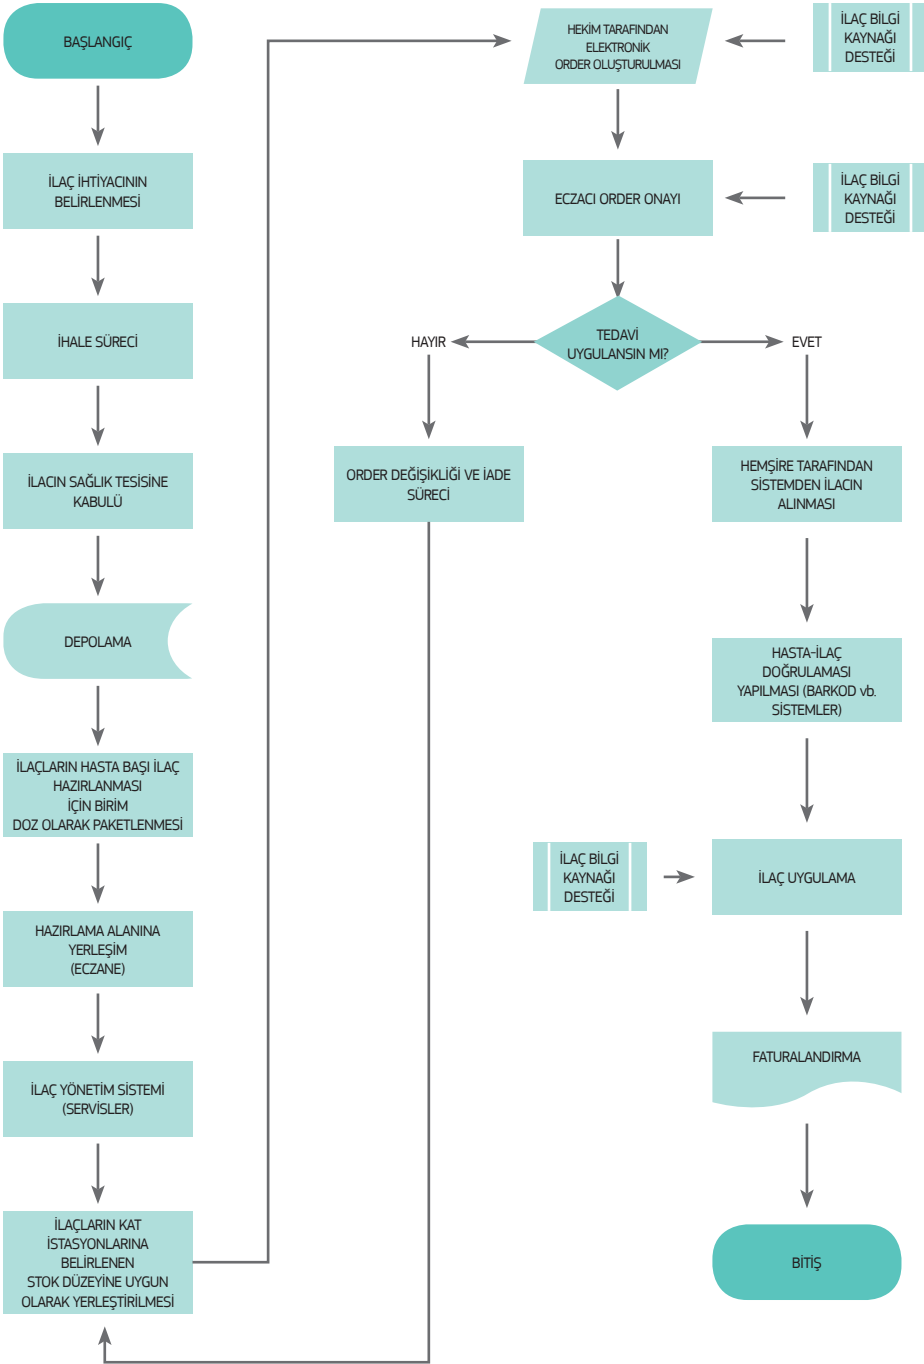 BAŞLANGIÇ
İLAÇ İHTİYACININ
BELİRLENMESİ
İHALE SÜRECİ
İLACIN SAĞLIK TESİSİNE
KABULÜ
DEPOLAMA
İLAÇLARIN HASTA BAŞI İLAÇ
HAZIRLANMASI
İÇİN BİRİM
DOZ OLARAK PAKETLENMESİ
HAZIRLAMA ALANINA
YERLEŞİM
(ECZANE)
İLAÇ YÖNETİM SİSTEMİ
(SERVİSLER)
İLAÇLARIN KAT
İSTASYONLARINA
BELİRLENEN
STOK DÜZEYİNE UYGUN
OLARAK YERLEŞTİRİLMESİ
HEKİM TARAFINDAN
ELEKTRONİK
ORDER OLUŞTURULMASI
İLAÇ BİLGİ
KAYNAĞI
DESTEĞİ
ECZACI ORDER ONAYI
İLAÇ BİLGİ
KAYNAĞI
DESTEĞİ
TEDAVİ
UYGULANSIN MI?
HAYIR
EVET
ORDER DEĞİŞİKLİĞİ VE İADE
SÜRECİ
HEMŞİRE TARAFINDAN
SİSTEMDEN İLACIN
ALINMASI
HASTA-İLAÇ
DOĞRULAMASI
YAPILMASI (BARKOD vb.
SİSTEMLER)
İLAÇ BİLGİ
KAYNAĞI
DESTEĞİ
İLAÇ UYGULAMA
FATURALANDIRMA
BİTİŞ